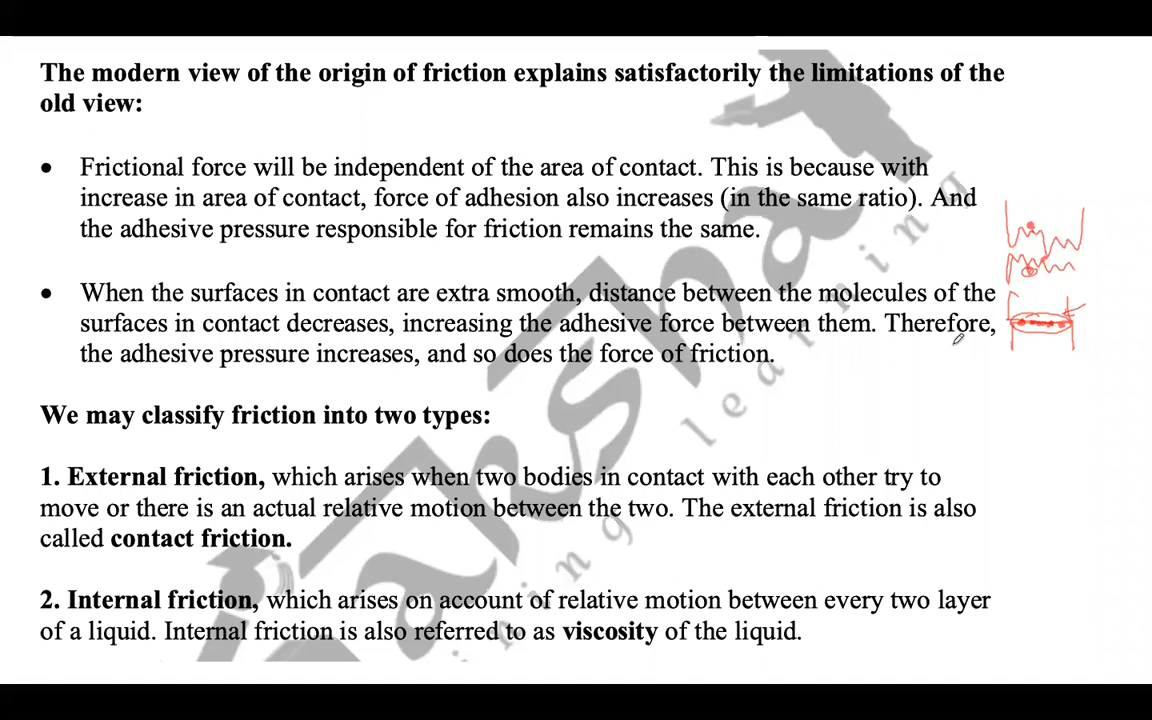 The modern view of the origin of friction explains satisfactorily the limitations of the
old view:
• Frictional force will be independent of the area of contact. This is because with
increase in area of contact, force of adhesion also increases (in the same ratio). And
the adhesive pressure responsible for friction remains the same.
• When the surfaces in contact are extra smooth, distance between the molecules of the
surfaces in contact decreases, increasing the adhesive force between them. Therefore,
the adhesive pressure increases, and so does the force of friction.
We may classify friction into two types:
1. External friction, which arises when two bodies in contact with each other try to
move or there is an actual relative motion between the two. The external friction is also
called contact friction.
2. Internal friction, which arises on account of relative motion between every two layer
of a liquid. Internal friction is also referred to as viscosity of the liquid.
learning